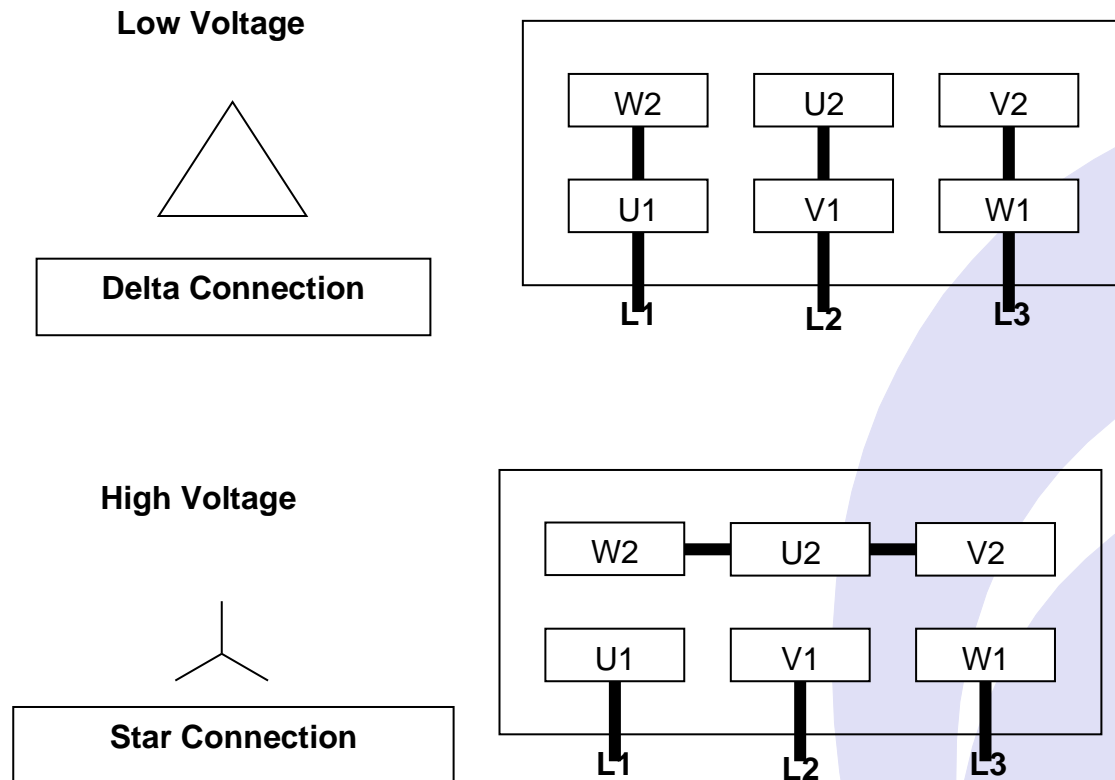 Low Voltage
W2 U2 V2
U1 V1 W1
Delta Connection
L1 L2 L3
High Voltage
W2 U2 V2
U1 V1 W1
Star Connection
L1 L2 L3